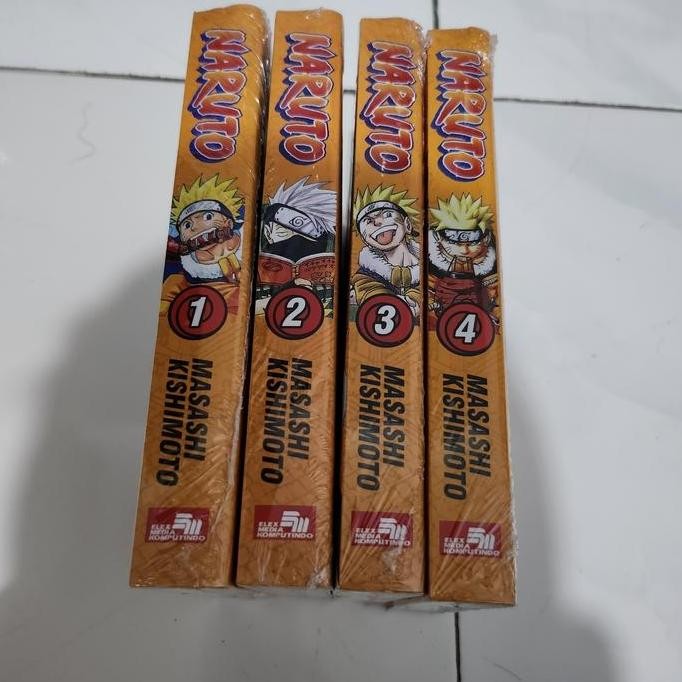 NARUTO
1
MASASHI
KISHIMOTO
ELEX
MEDIA
KOMPUTINDO
NARUTO
2
MASASHI
KISHIMOTO
ELEX
MEDIA
KOMPUTINDO
NARUTO
3
MASASHI
KISHIMOTO
ELEX
MEDIA
KOMPUTINDO
NARUTO
4
MASASHI
KISHIMOTO
ELEX
MEDIA
KOMPUTINDO